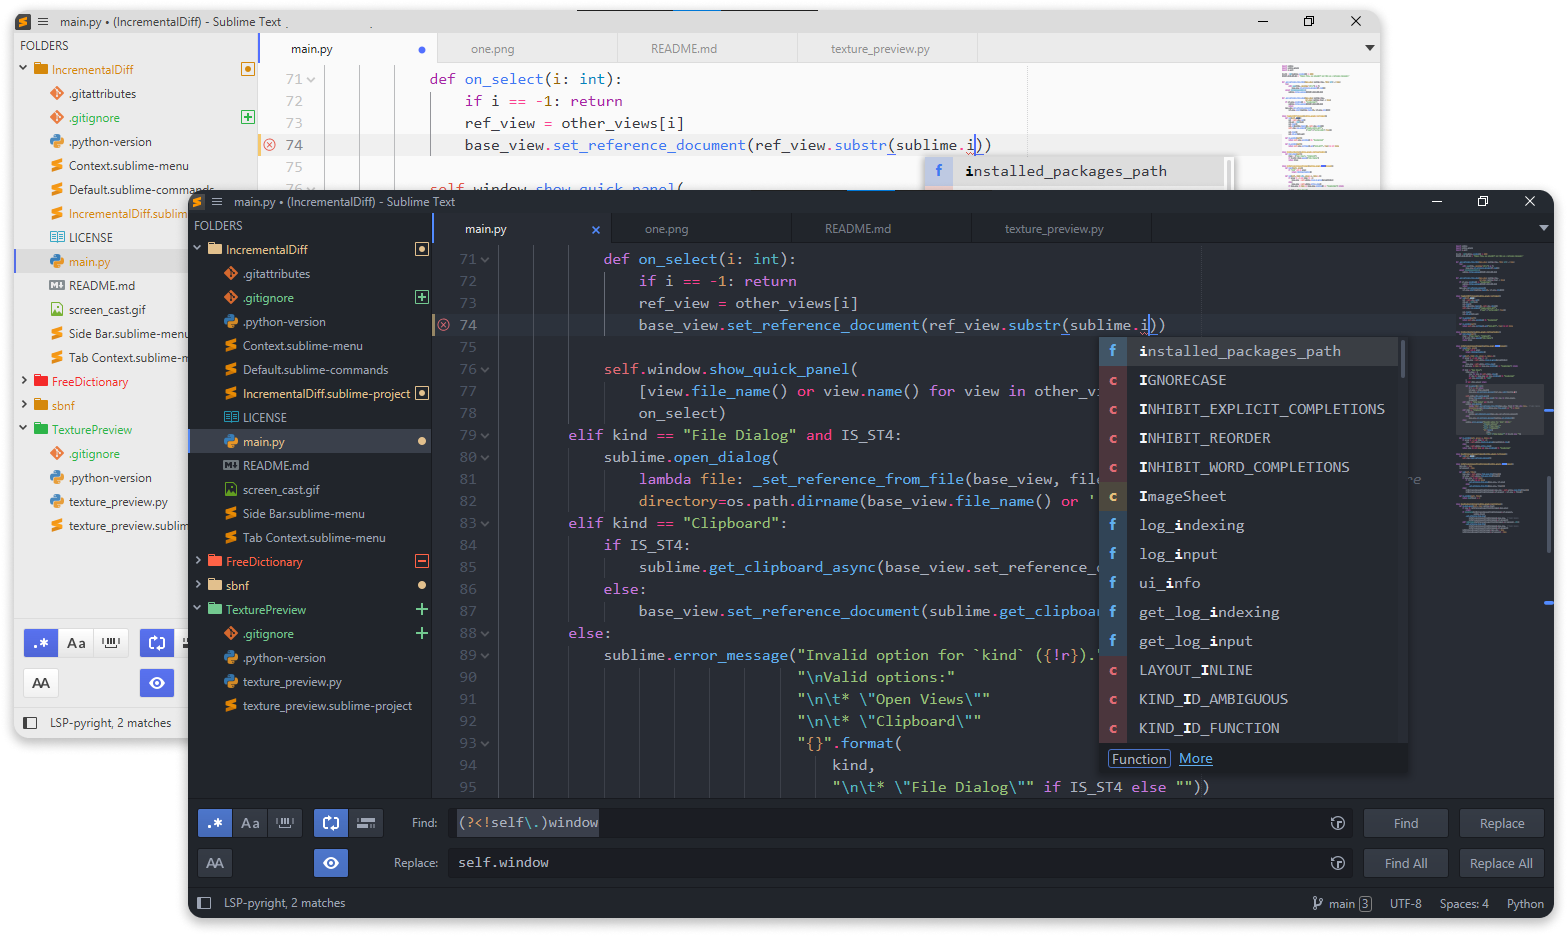 main.py • (IncrementalDiff) - Sublime Text
FOLDERS
IncrementalDiff
.gitattributes
.gitignore
.python-version
Context.sublime-menu
Default.sublime-commands
IncrementalDiff.sublim
LICENSE
main.py
README.md
screen_cast.gif
Side Bar.sublime-menu
Tab Context.sublime-m
FreeDictionary
sbnf
TexturePreview
.gitignore
.python-version
texture_preview.py
texture_preview.sublim
main.py
one.png
README.md
texture_preview.py
71 def on_select(i: int):
72 if i == -1: return
73 ref_view = other_views[i]
74 base_view.set_reference_document(ref_view.substr(sublime.i))
75
76 self.window.show_quick_panel(
f installed_packages_path
.* Aa
AA
LSP-pyright, 2 matches
main.py • (IncrementalDiff) - Sublime Text
FOLDERS
IncrementalDiff
.gitattributes
.gitignore
.python-version
Context.sublime-menu
Default.sublime-commands
IncrementalDiff.sublime-project
LICENSE
main.py
README.md
screen_cast.gif
Side Bar.sublime-menu
Tab Context.sublime-menu
FreeDictionary
sbnf
TexturePreview
.gitignore
.python-version
texture_preview.py
texture_preview.sublime-project
main.py
one.png
README.md
texture_preview.py
71 def on_select(i: int):
72 if i == -1: return
73 ref_view = other_views[i]
74 base_view.set_reference_document(ref_view.substr(sublime.i))
75
76 self.window.show_quick_panel(
77 [view.file_name() or view.name() for view in other_vi
78 on_select)
79 elif kind == "File Dialog" and IS_ST4:
80 sublime.open_dialog(
81 lambda file: _set_reference_from_file(base_view, fil re
82 directory=os.path.dirname(base_view.file_name() or '
83 elif kind == "Clipboard":
84 if IS_ST4:
85 sublime.get_clipboard_async(base_view.set_reference_d
86 else:
87 base_view.set_reference_document(sublime.get_clipboa
88 else:
89 sublime.error_message("Invalid option for `kind` ({!r})."
90 "\nValid options:"
91 "\n\t* \"Open Views\""
92 "\n\t* \"Clipboard\""
93 "{}".format(
94 kind,
95 "\n\t* \"File Dialog\"" if IS_ST4 else ""))
f installed_packages_path
c IGNORECASE
c INHIBIT_EXPLICIT_COMPLETIONS
c INHIBIT_REORDER
c INHIBIT_WORD_COMPLETIONS
c ImageSheet
f log_indexing
f log_input
f ui_info
f get_log_indexing
f get_log_input
c LAYOUT_INLINE
c KIND_ID_AMBIGUOUS
c KIND_ID_FUNCTION
Function More
.* Aa Find: (?<!self\.)window Find Replace
AA Replace: self.window Find All Replace All
LSP-pyright, 2 matches main 3 UTF-8 Spaces: 4 Python